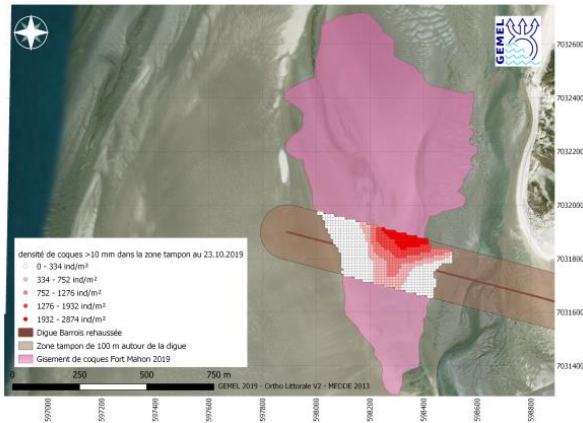 GEMEL
7032600
7032400
7032200
7032000
7031800
7031600
7031400
densité de coques >10 mm dans la zone tampon au 23.10.2019
0 - 334 ind/m²
334 - 752 ind/m²
752 - 1276 ind/m²
1276 - 1932 ind/m²
1932 - 2874 ind/m²
Digue Barrois rehaussée
Zone tampon de 100 m autour de la digue
Gisement de coques Fort Mahon 2019
0 250 500 750 m
GEMEL 2019 - Ortho Littorale V2 - MEDDE 2013
597000 597200 597400 597600 597800 598000 598200 598400 598600 598800